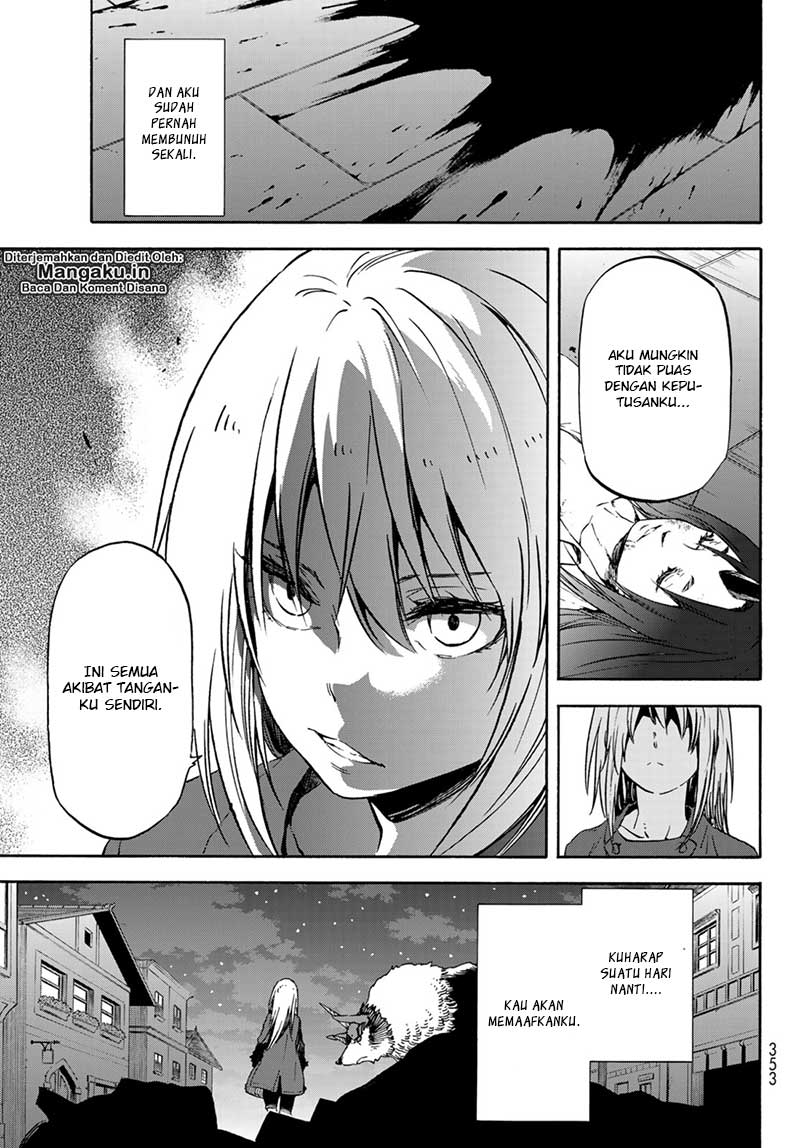 DAN AKU
SUDAH
PERNAH
MEMBUNUH
SEKALI.
Diterjemahkan dan Diedit Oleh:
Mangaku.in
Baca Dan Koment Disana
AKU MUNGKIN
TIDAK PUAS
DENGAN KEPU-
TUSANKU...
INI SEMUA
AKIBAT TANGAN-
KU SENDIRI.
KUHARAP
SUATU HARI
NANTI....
KAU AKAN
MEMAAFKANKU.
353